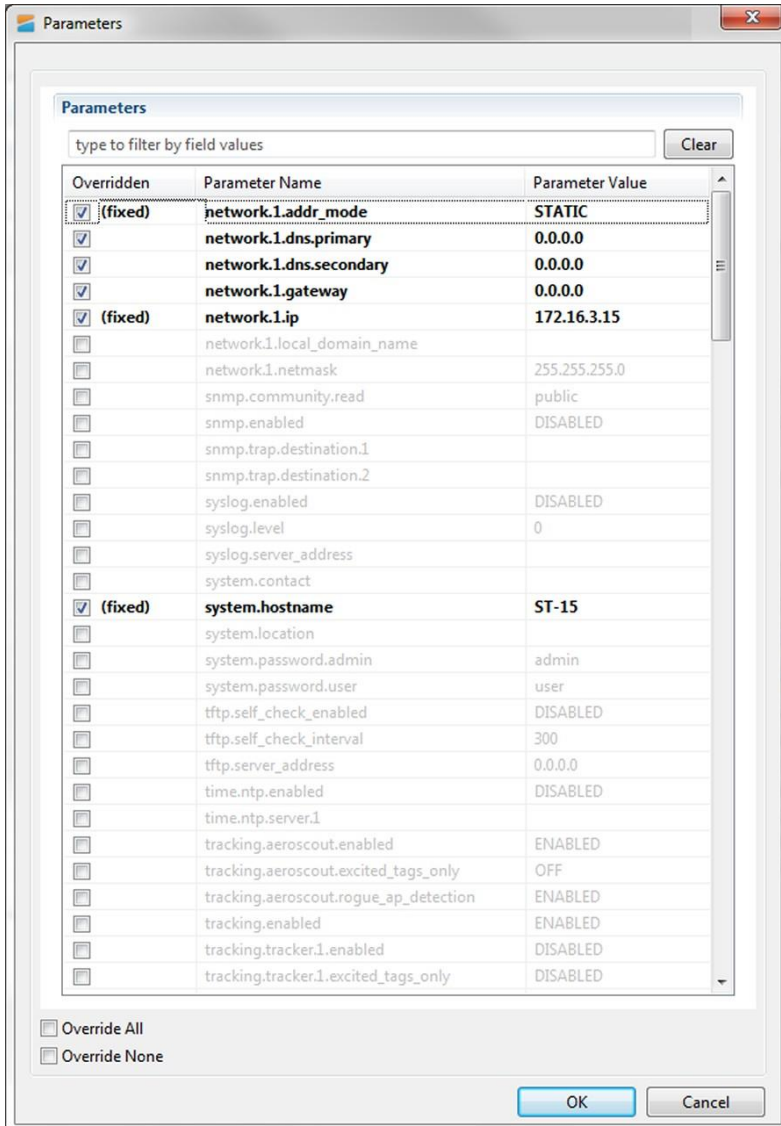 Parameters
Parameters
type to filter by field values Clear
Overridden Parameter Name Parameter Value
(fixed) network.1.addr_mode STATIC
network.1.dns.primary 0.0.0.0
network.1.dns.secondary 0.0.0.0
network.1.gateway 0.0.0.0
(fixed) network.1.ip 172.16.3.15
network.1.local_domain_name
network.1.netmask 255.255.255.0
snmp.community.read public
snmp.enabled DISABLED
snmp.trap.destination.1
snmp.trap.destination.2
syslog.enabled DISABLED
syslog.level 0
syslog.server_address
system.contact
(fixed) system.hostname ST-15
system.location
system.password.admin admin
system.password.user user
tftp.self_check_enabled DISABLED
tftp.self_check_interval 300
tftp.server_address 0.0.0.0
time.ntp.enabled DISABLED
time.ntp.server.1
tracking.aeroscout.enabled ENABLED
tracking.aeroscout.excited_tags_only OFF
tracking.aeroscout.rogue_ap_detection ENABLED
tracking.enabled ENABLED
tracking.tracker.1.enabled DISABLED
tracking.tracker.1.excited_tags_only DISABLED
Override All
Override None
OK Cancel